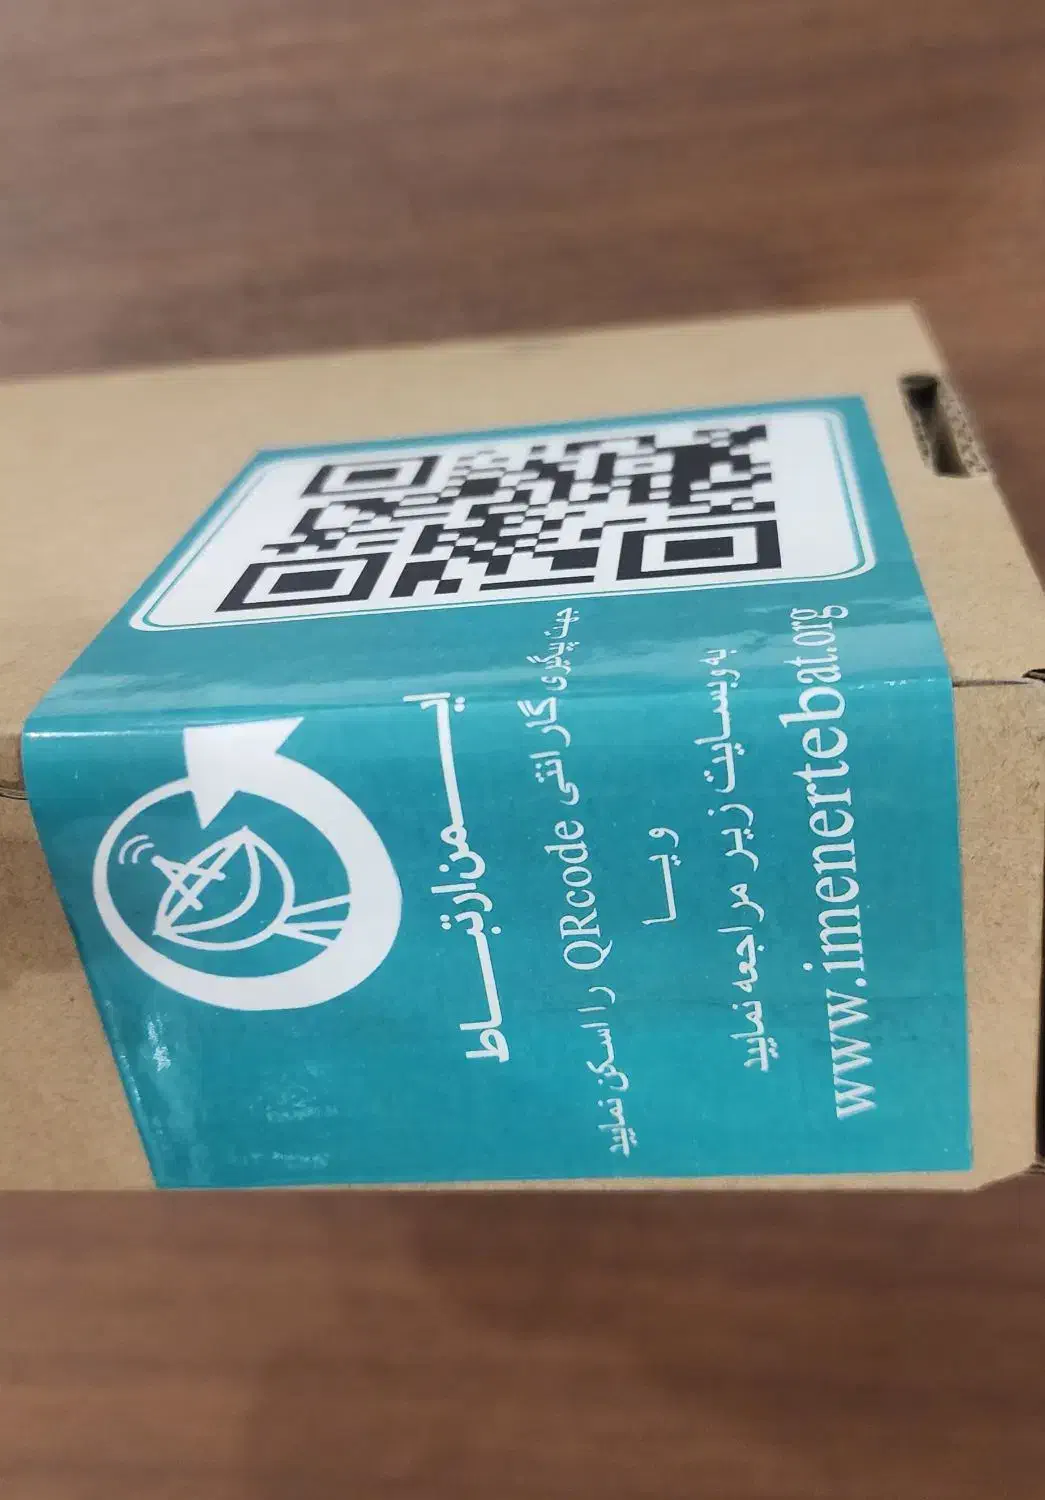 ایمن ارتباط
جهت پیگیری گارانتی QRcode را اسکن نمایید
و یا
به وبسایت زیر مراجعه نمایید
www.imenertebat.org